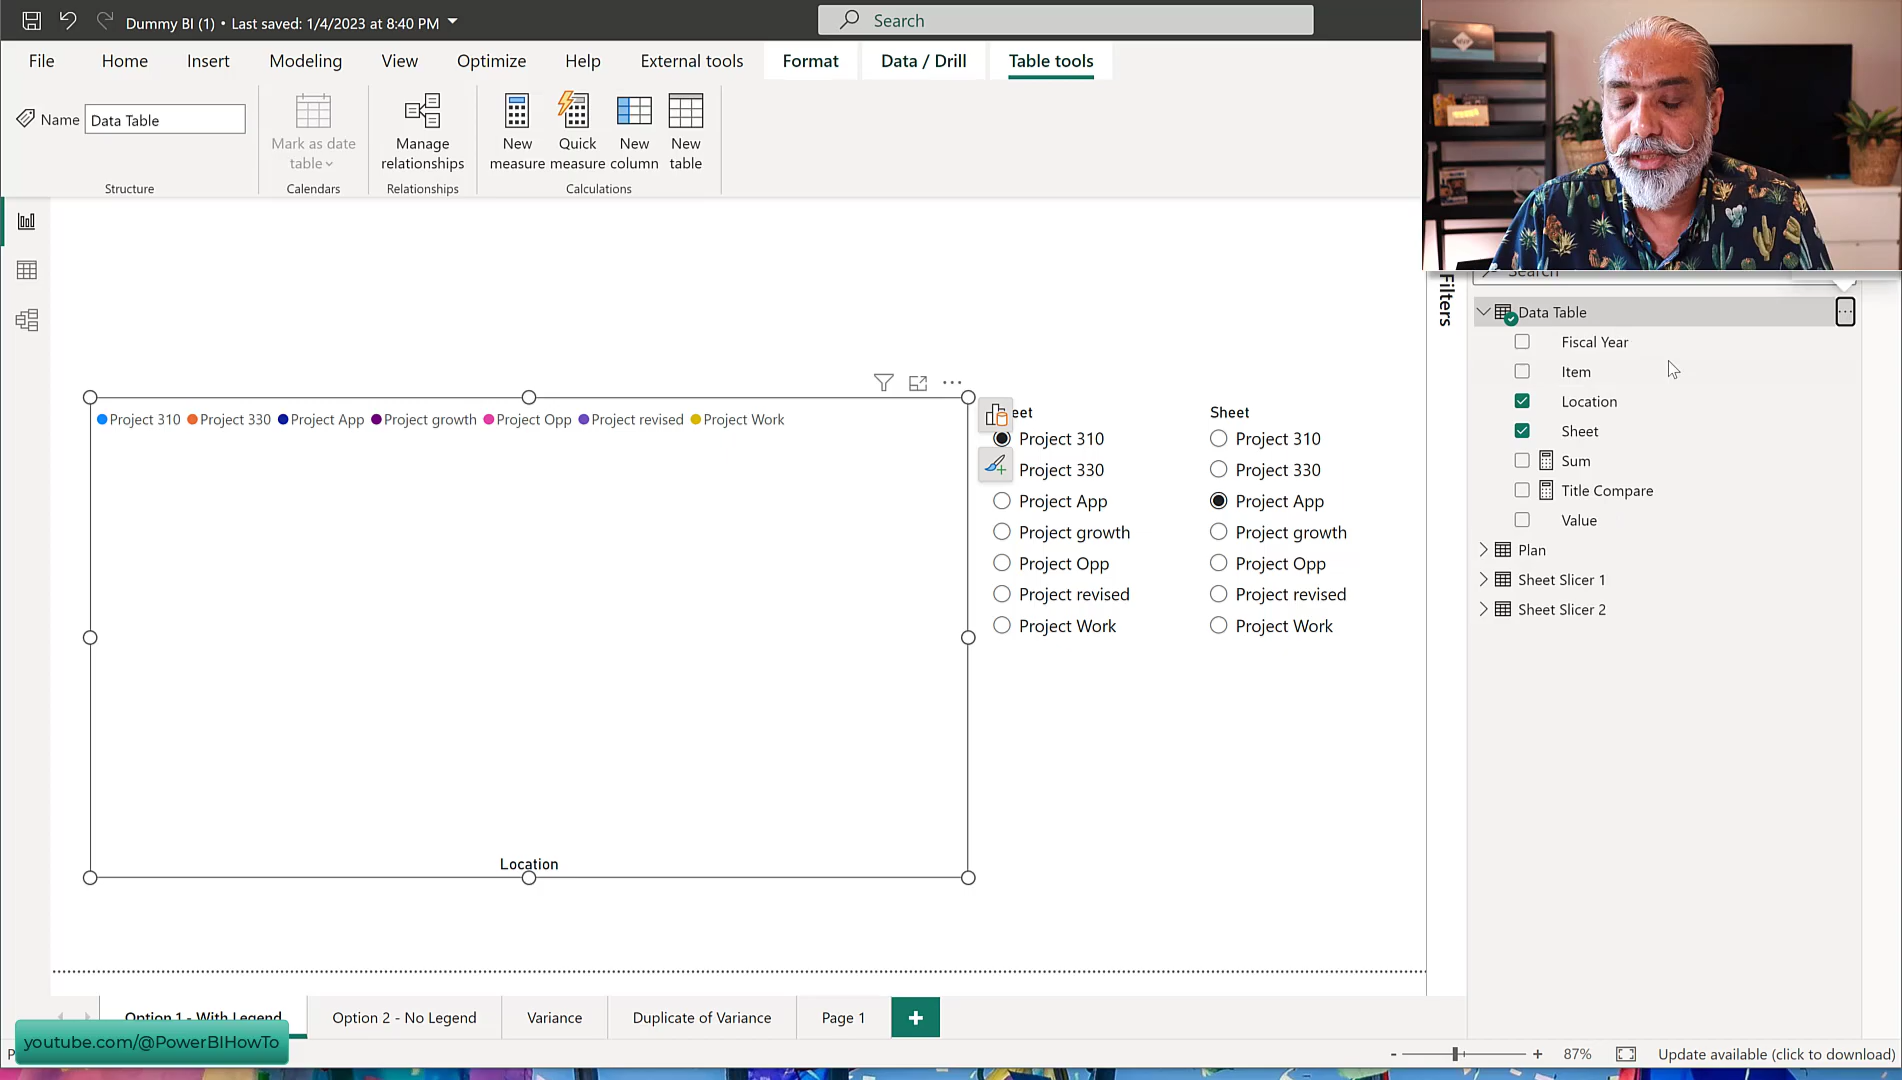 Dummy BI (1) • Last saved: 1/4/2023 at 8:40 PM
Search
File Home Insert Modeling View Optimize Help External tools Format Data / Drill Table tools
Name Data Table
Mark as date table
Manage relationships
New measure
Quick measure
New column
New table
Structure Calendars Relationships Calculations
Filters
Search
Data Table
Fiscal Year
Item
Location
Sheet
Sum
Title Compare
Value
Plan
Sheet Slicer 1
Sheet Slicer 2
Project 310 Project 330 Project App Project growth Project Opp Project revised Project Work
Location
eet
Project 310
Project 330
Project App
Project growth
Project Opp
Project revised
Project Work
Sheet
Project 310
Project 330
Project App
Project growth
Project Opp
Project revised
Project Work
Option 1 - With Legend Option 2 - No Legend Variance Duplicate of Variance Page 1 +
youtube.com/@PowerBIHowTo
P
- + 87% Update available (click to download)